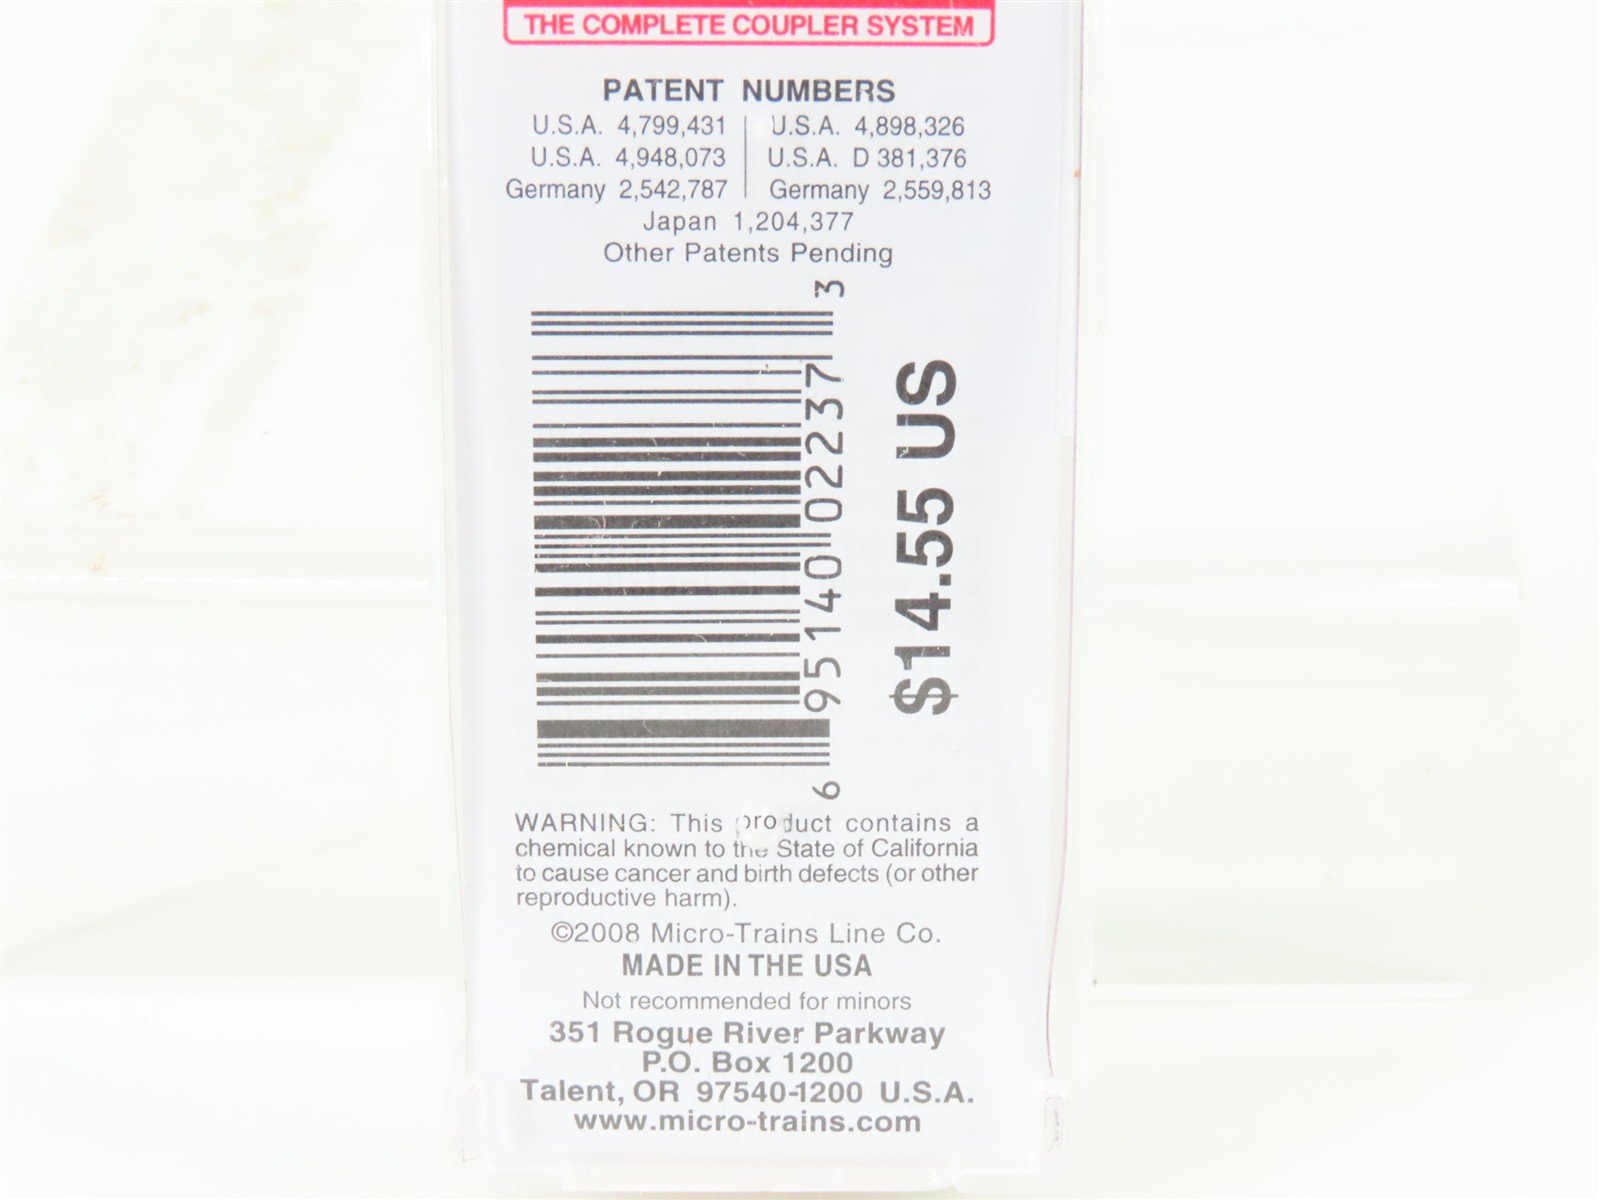 THE COMPLETE COUPLER SYSTEM
PATENT NUMBERS
U.S.A. 4,799,431 U.S.A. 4,898,326
U.S.A. 4,948,073 U.S.A. D 381,376
Germany 2,542,787 Germany 2,559,813
Japan 1,204,377
Other Patents Pending
6 95140 02237 3
$14.55 US
WARNING: This product contains a
chemical known to the State of California
to cause cancer and birth defects (or other
reproductive harm).
©2008 Micro-Trains Line Co.
MADE IN THE USA
Not recommended for minors
351 Rogue River Parkway
P.O. Box 1200
Talent, OR 97540-1200 U.S.A.
www.micro-trains.com